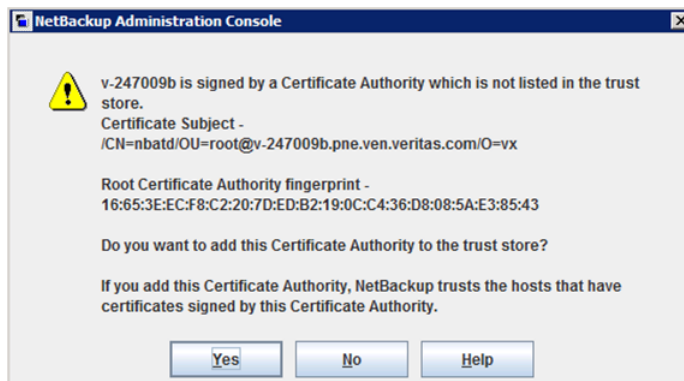 NetBackup Administration Console
v-247009b is signed by a Certificate Authority which is not listed in the trust
store.
Certificate Subject -
/CN=nbatd/OU=root@v-247009b.pne.ven.veritas.com/O=vx
Root Certificate Authority fingerprint -
16:65:3E:EC:F8:C2:20:7D:ED:B2:19:0C:C4:36:D8:08:5A:E3:85:43
Do you want to add this Certificate Authority to the trust store?
If you add this Certificate Authority, NetBackup trusts the hosts that have
certificates signed by this Certificate Authority.
Yes No Help